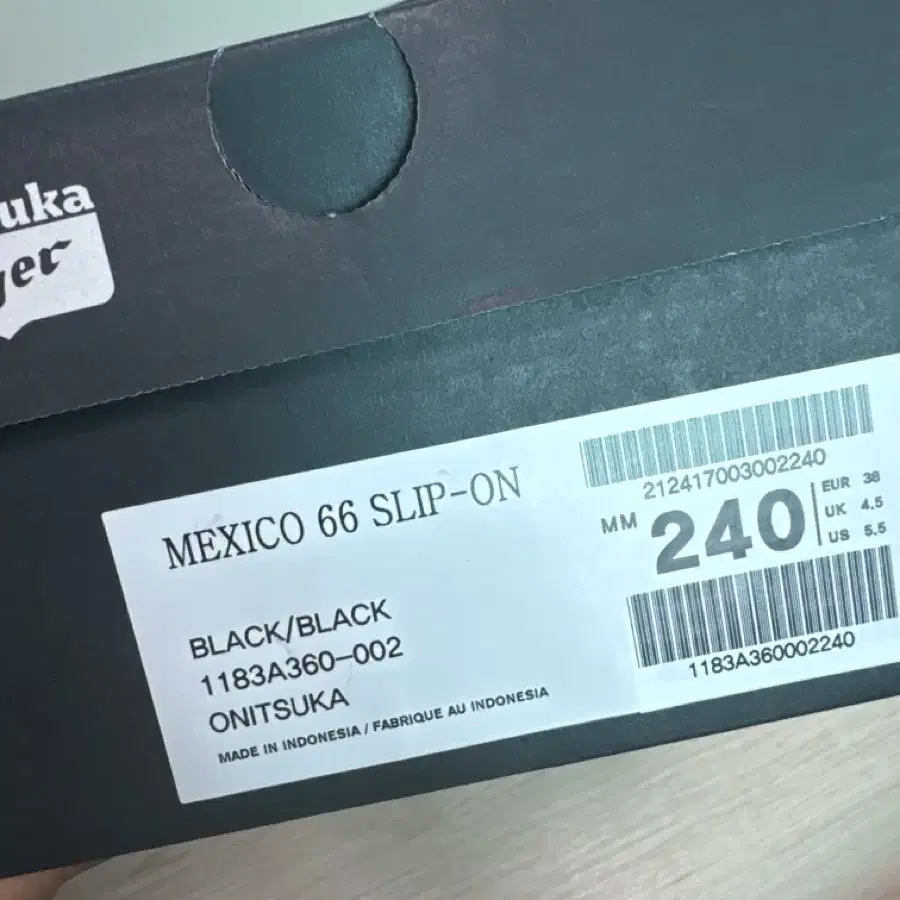 uka
ger
MEXICO 66 SLIP-ON
BLACK/BLACK
1183A360-002
ONITSUKA
MADE IN INDONESIA / FABRIQUE AU INDONESIA
212417003002240
MM 240
EUR 38
UK 4.5
US 5.5
1183A360002240